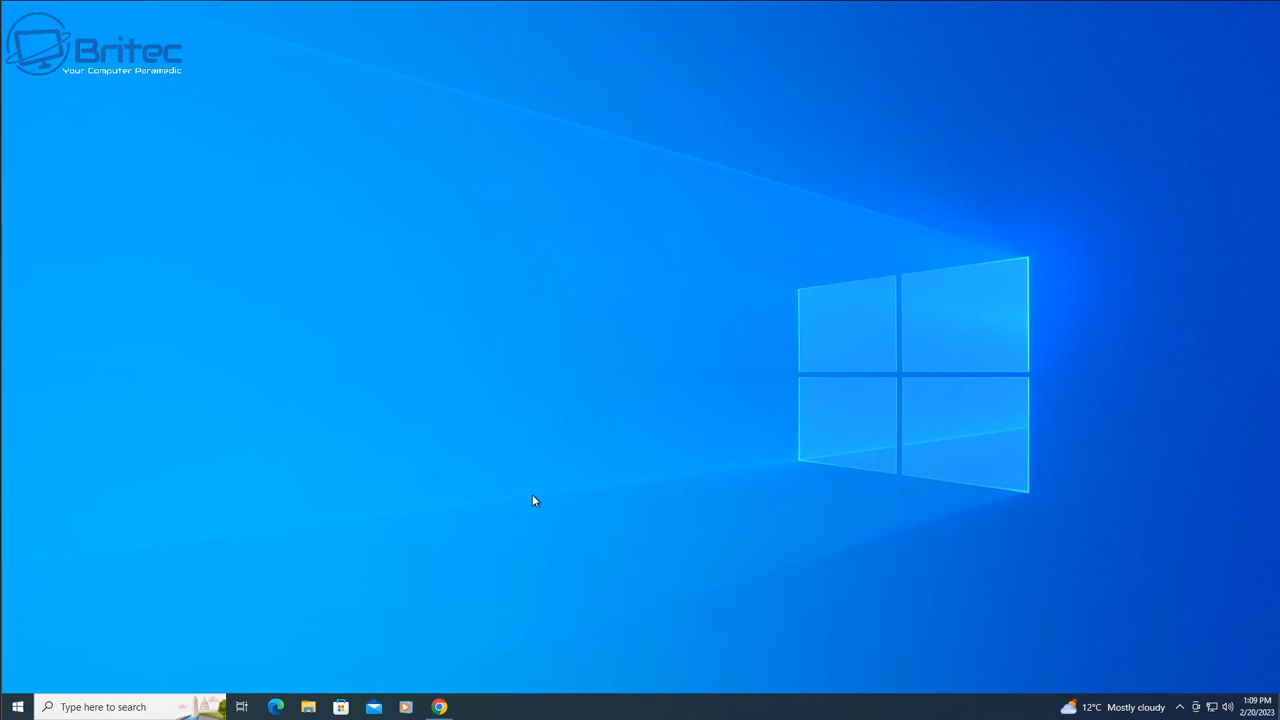 Britec
Your Computer Paramedic
Type here to search
12°C Mostly cloudy
1:09 PM
2/20/2023